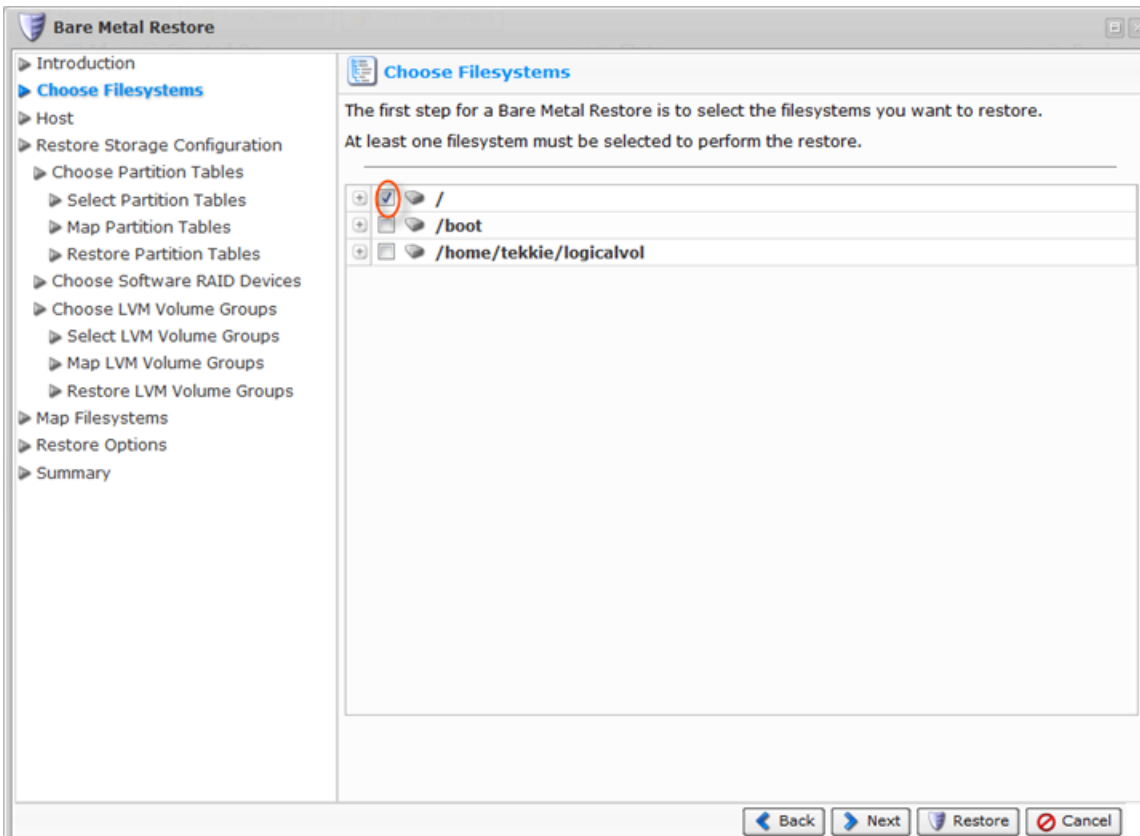 Bare Metal Restore
Introduction
Choose Filesystems
Host
Restore Storage Configuration
Choose Partition Tables
Select Partition Tables
Map Partition Tables
Restore Partition Tables
Choose Software RAID Devices
Choose LVM Volume Groups
Select LVM Volume Groups
Map LVM Volume Groups
Restore LVM Volume Groups
Map Filesystems
Restore Options
Summary
Choose Filesystems
The first step for a Bare Metal Restore is to select the filesystems you want to restore.
At least one filesystem must be selected to perform the restore.
/
/boot
/home/tekkie/logicalvol
Back Next Restore Cancel